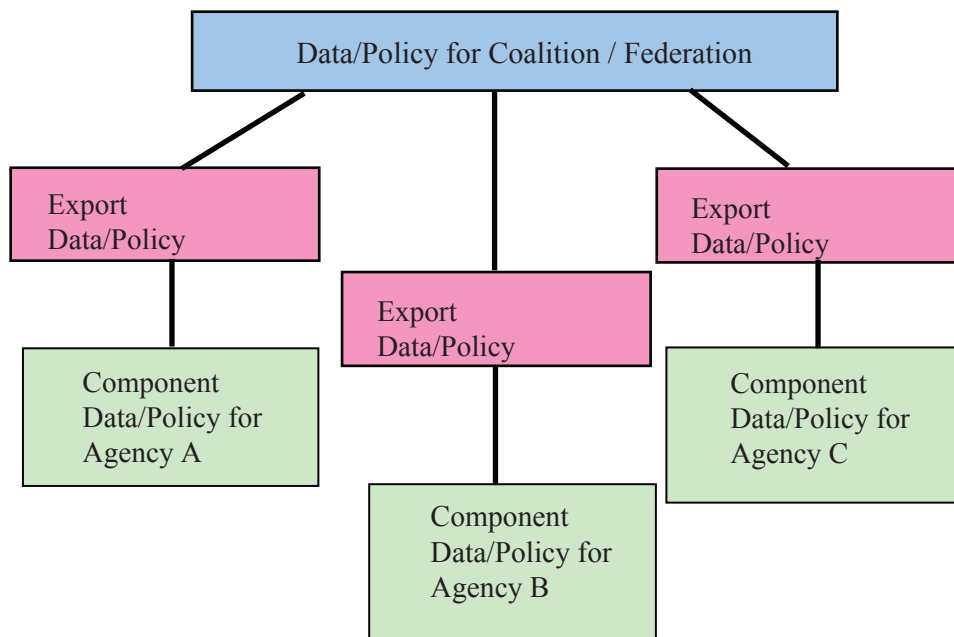 Data/Policy for Coalition / Federation
Export
Data/Policy
Export
Data/Policy
Export
Data/Policy
Component
Data/Policy for
Agency A
Component
Data/Policy for
Agency C
Component
Data/Policy for
Agency B